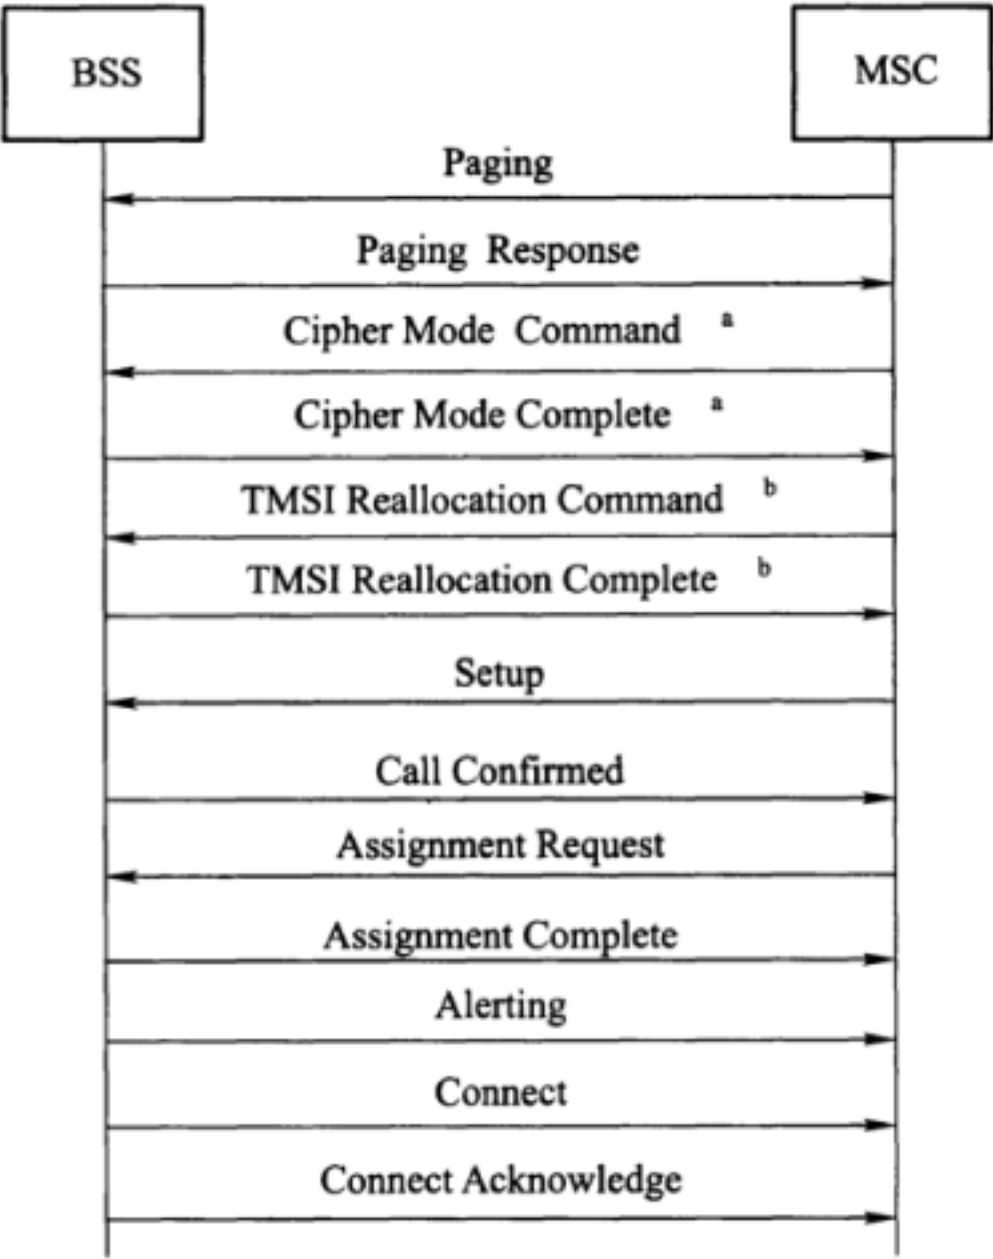 BSS
MSC
Paging
Paging Response
Cipher Mode Command a
Cipher Mode Complete a
TMSI Reallocation Command b
TMSI Reallocation Complete b
Setup
Call Confirmed
Assignment Request
Assignment Complete
Alerting
Connect
Connect Acknowledge